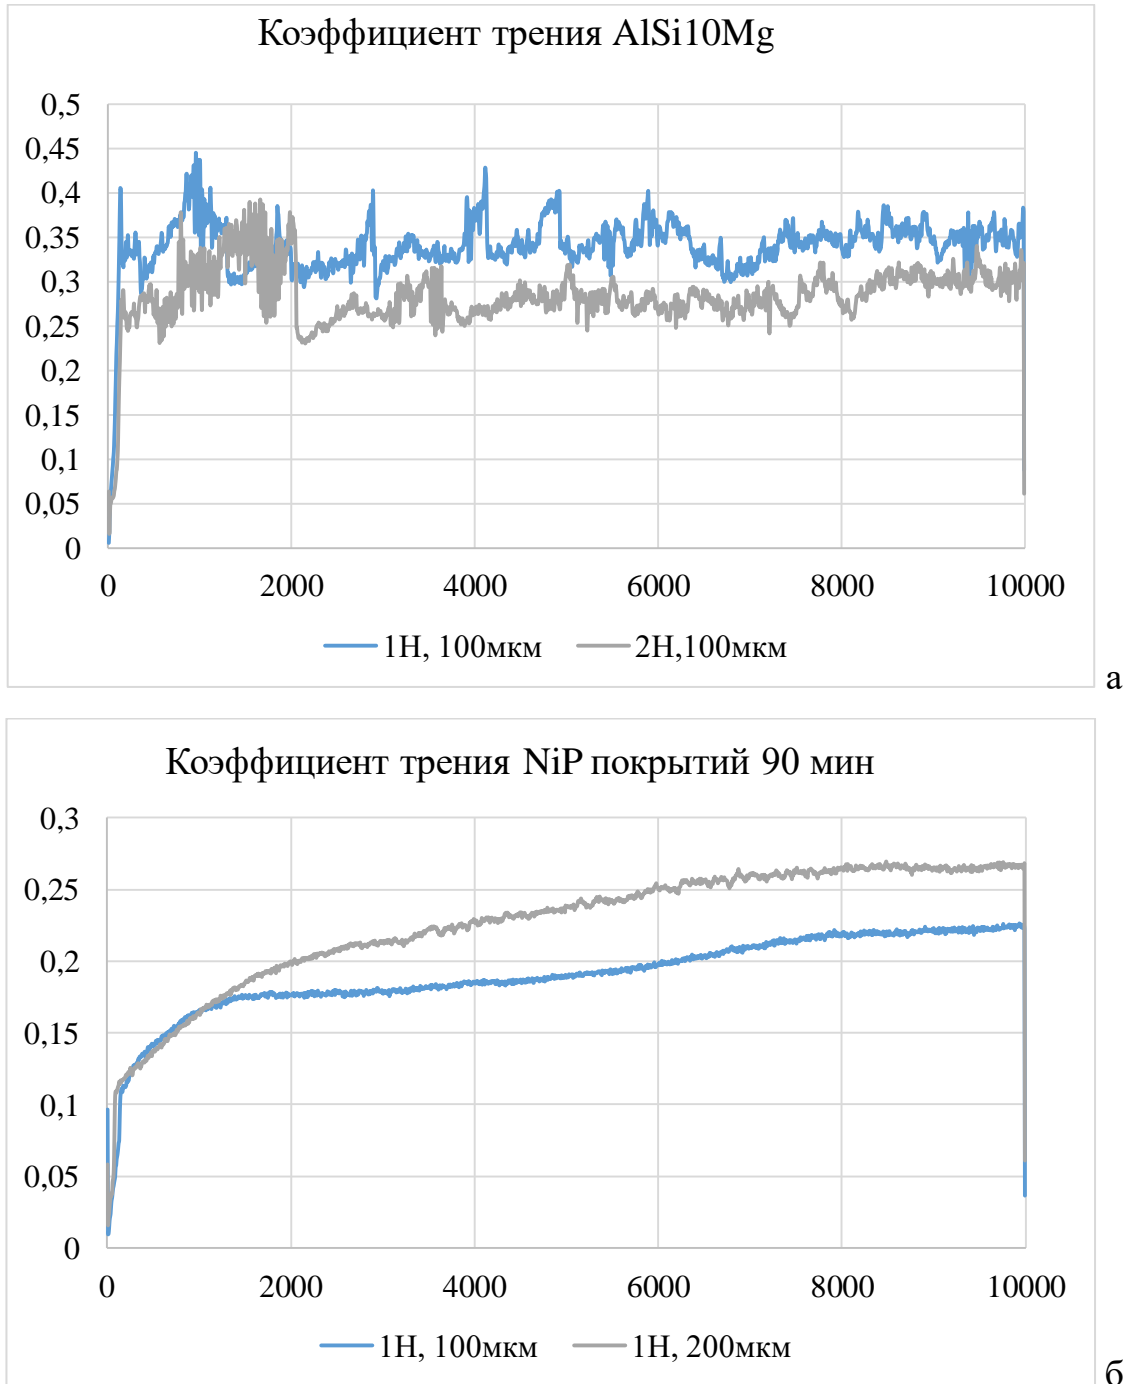 Коэффициент трения AlSi10Mg
0,5
0,45
0,4
0,35
0,3
0,25
0,2
0,15
0,1
0,05
0
0 2000 4000 6000 8000 10000
1Н, 100мкм 2Н,100мкм
а
Коэффициент трения NiP покрытий 90 мин
0,3
0,25
0,2
0,15
0,1
0,05
0
0 2000 4000 6000 8000 10000
1Н, 100мкм 1Н, 200мкм
б